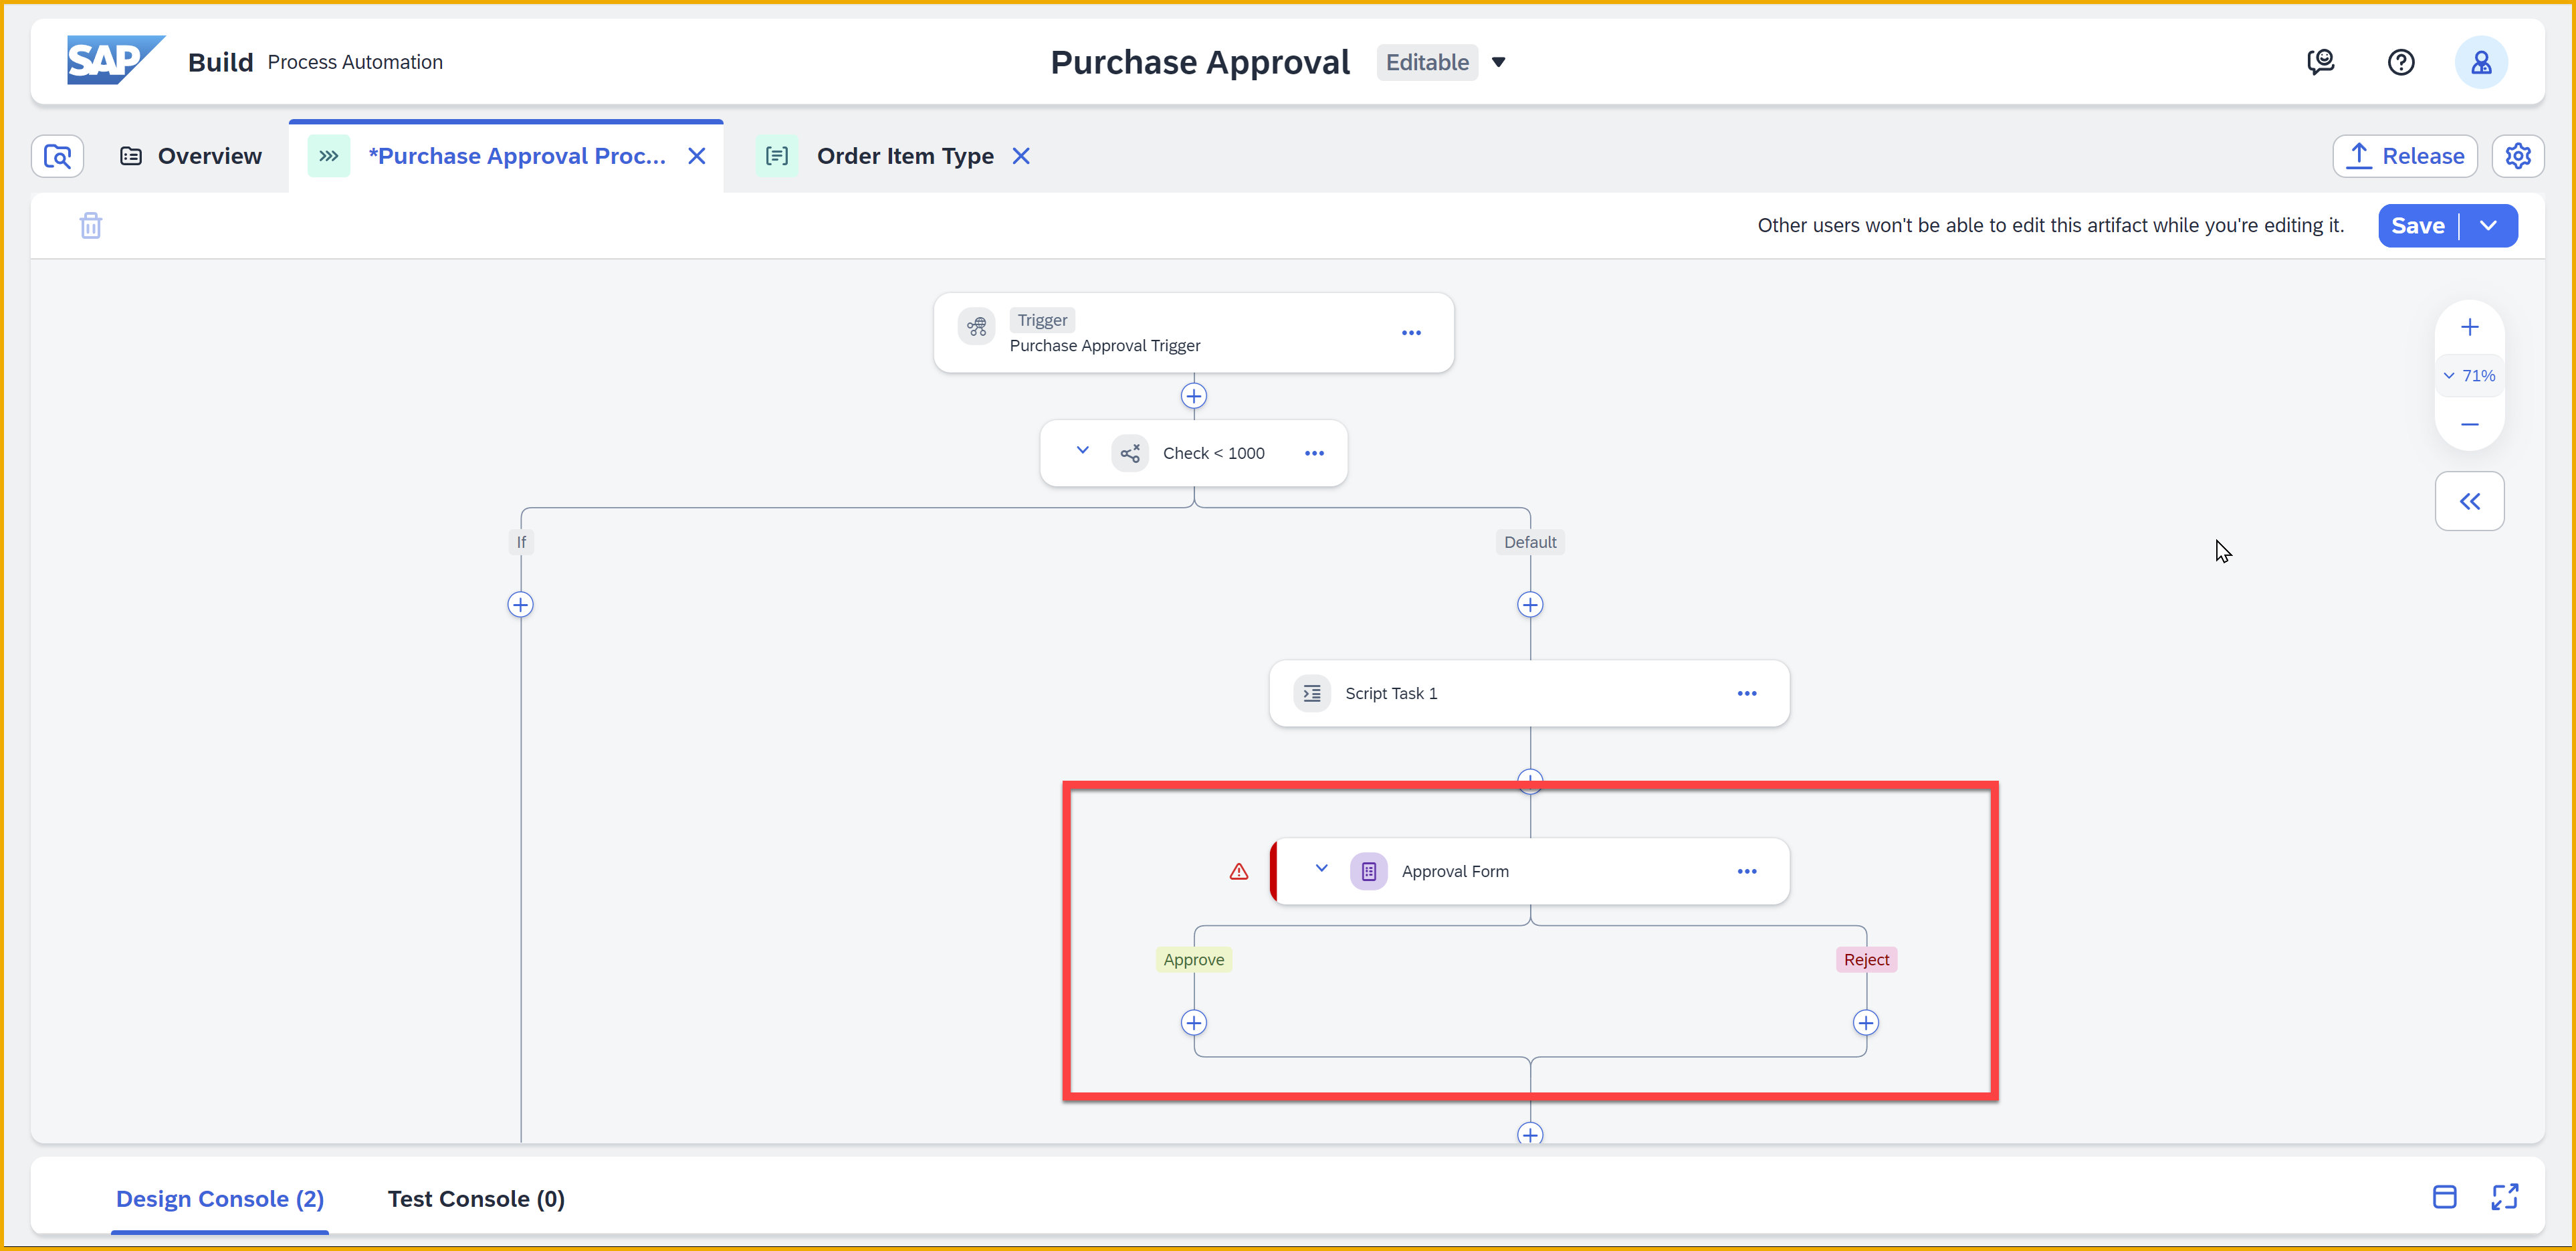 SAP Build Process Automation
Purchase Approval Editable
Overview
*Purchase Approval Proc...
Order Item Type
Release
Other users won't be able to edit this artifact while you're editing it.
Save
Trigger
Purchase Approval Trigger
71%
Check < 1000
If
Default
Script Task 1
Approval Form
Approve
Reject
Design Console (2)
Test Console (0)